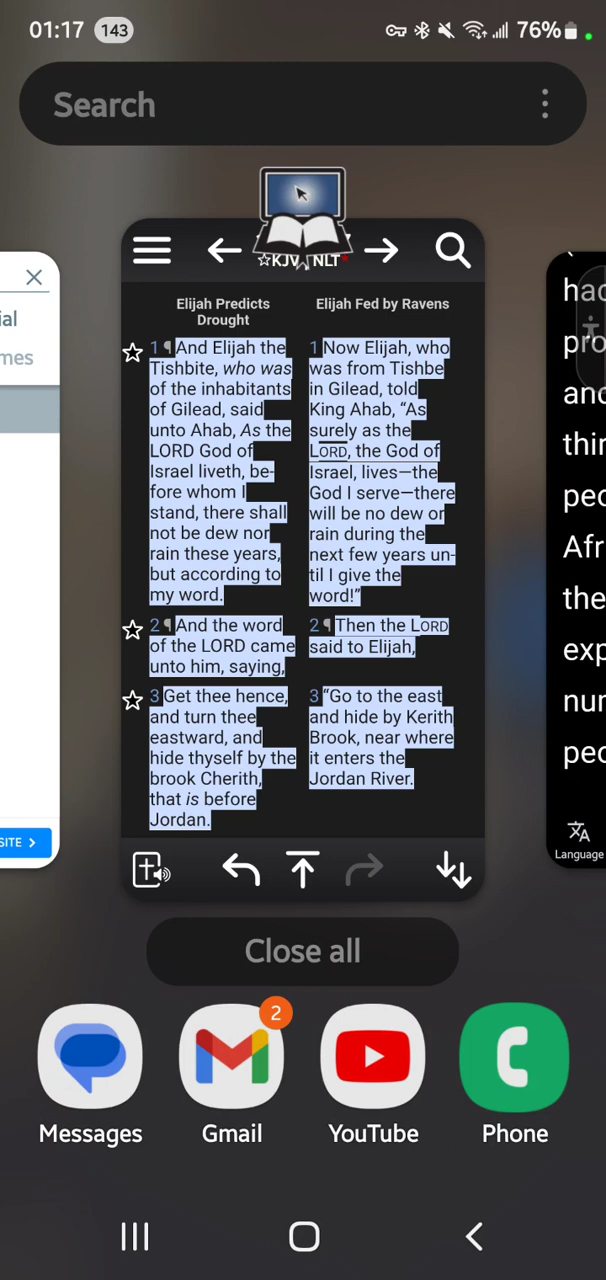 01:17 143 76%
Search
KJV NLT*
ial
mes
SITE >
Elijah Predicts
Drought
1 ¶ And Elijah the
Tishbite, who was
of the inhabitants
of Gilead, said
unto Ahab, As the
LORD God of
Israel liveth, be-
fore whom I
stand, there shall
not be dew nor
rain these years,
but according to
my word.
2 ¶ And the word
of the LORD came
unto him, saying,
3 Get thee hence,
and turn thee
eastward, and
hide thyself by the
brook Cherith,
that is before
Jordan.
Elijah Fed by Ravens
1 Now Elijah, who
was from Tishbe
in Gilead, told
King Ahab, “As
surely as the
LORD, the God of
Israel, lives—the
God I serve—there
will be no dew or
rain during the
next few years un-
til I give the
word!”
2 ¶ Then the LORD
said to Elijah,
3 “Go to the east
and hide by Kerith
Brook, near where
it enters the
Jordan River.
had
pro
and
thin
peo
Afr
the
exp
num
peo
Language
Close all
2
Messages
Gmail
YouTube
Phone